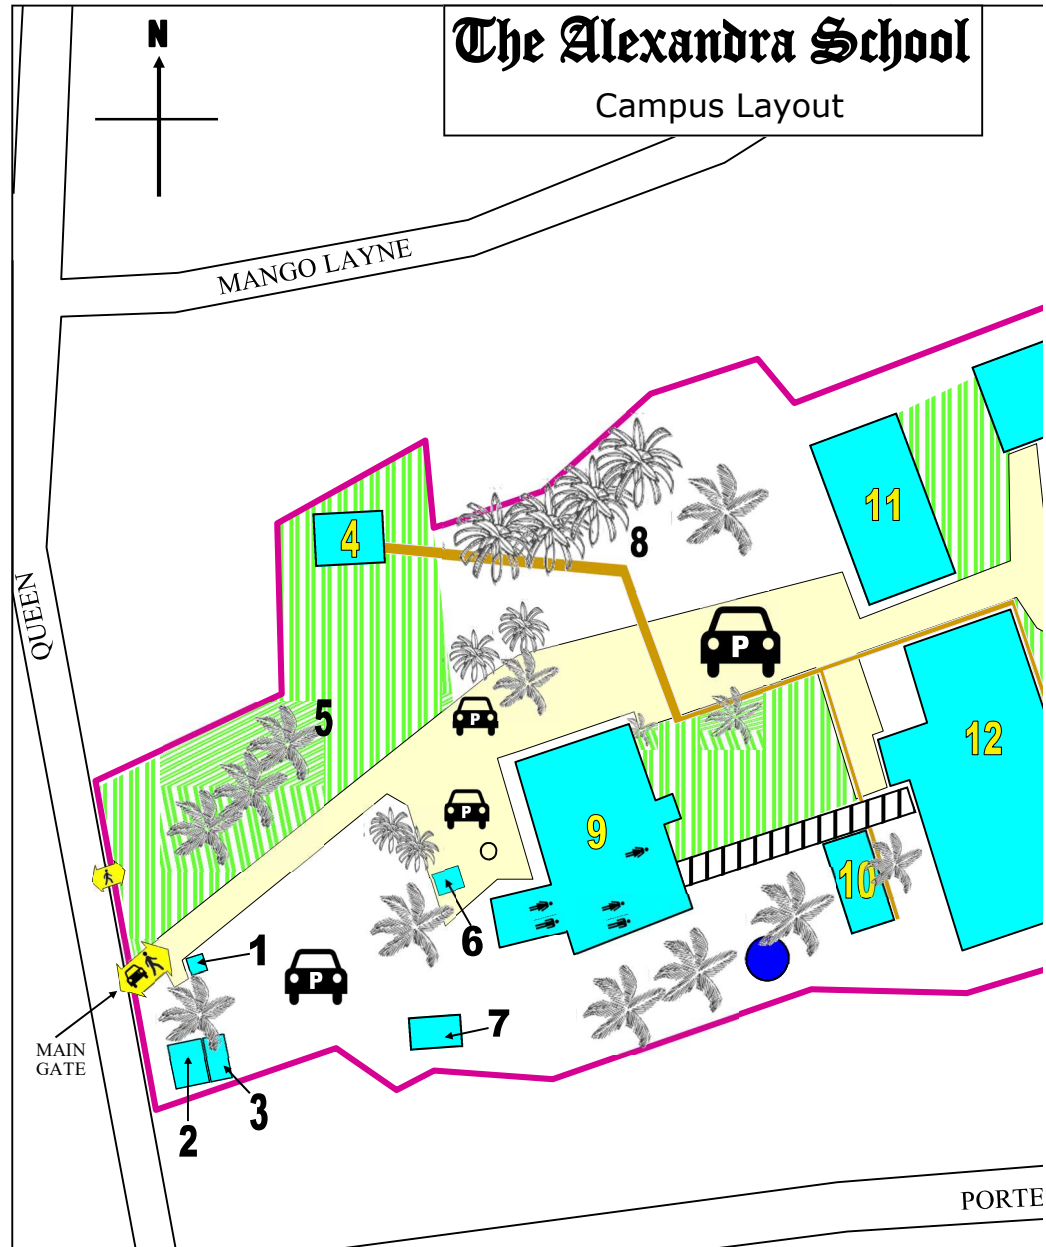 The Alexandra School
Campus Layout
N
MANGO LAYNE
QUEEN
4
8
11
5
P
P
12
P
9
10
6
1
P
7
MAIN
GATE
2
3
PORTE